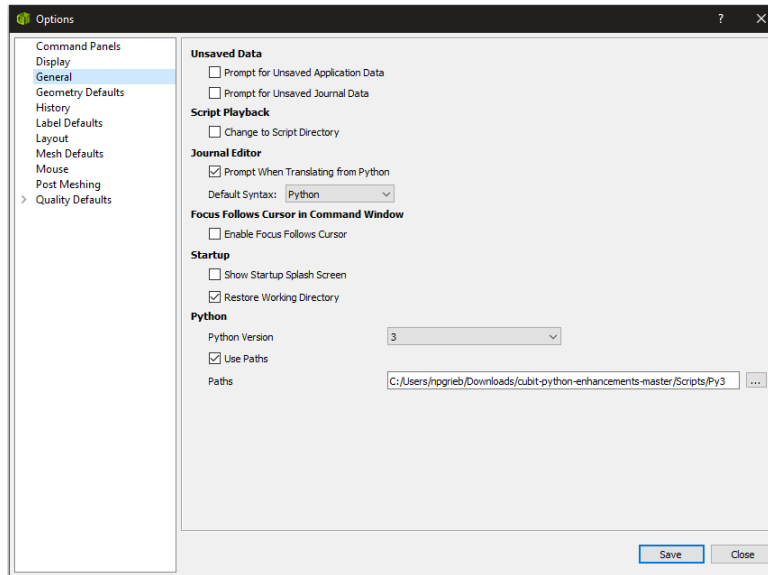 Options
?
Command Panels
Display
General
Geometry Defaults
History
Label Defaults
Layout
Mesh Defaults
Mouse
Post Meshing
Quality Defaults
Unsaved Data
Prompt for Unsaved Application Data
Prompt for Unsaved Journal Data
Script Playback
Change to Script Directory
Journal Editor
Prompt When Translating from Python
Default Syntax: Python
Focus Follows Cursor in Command Window
Enable Focus Follows Cursor
Startup
Show Startup Splash Screen
Restore Working Directory
Python
Python Version 3
Use Paths
Paths C:/Users/npgrieb/Downloads/cubit-python-enhancements-master/Scripts/Py3 ...
Save Close